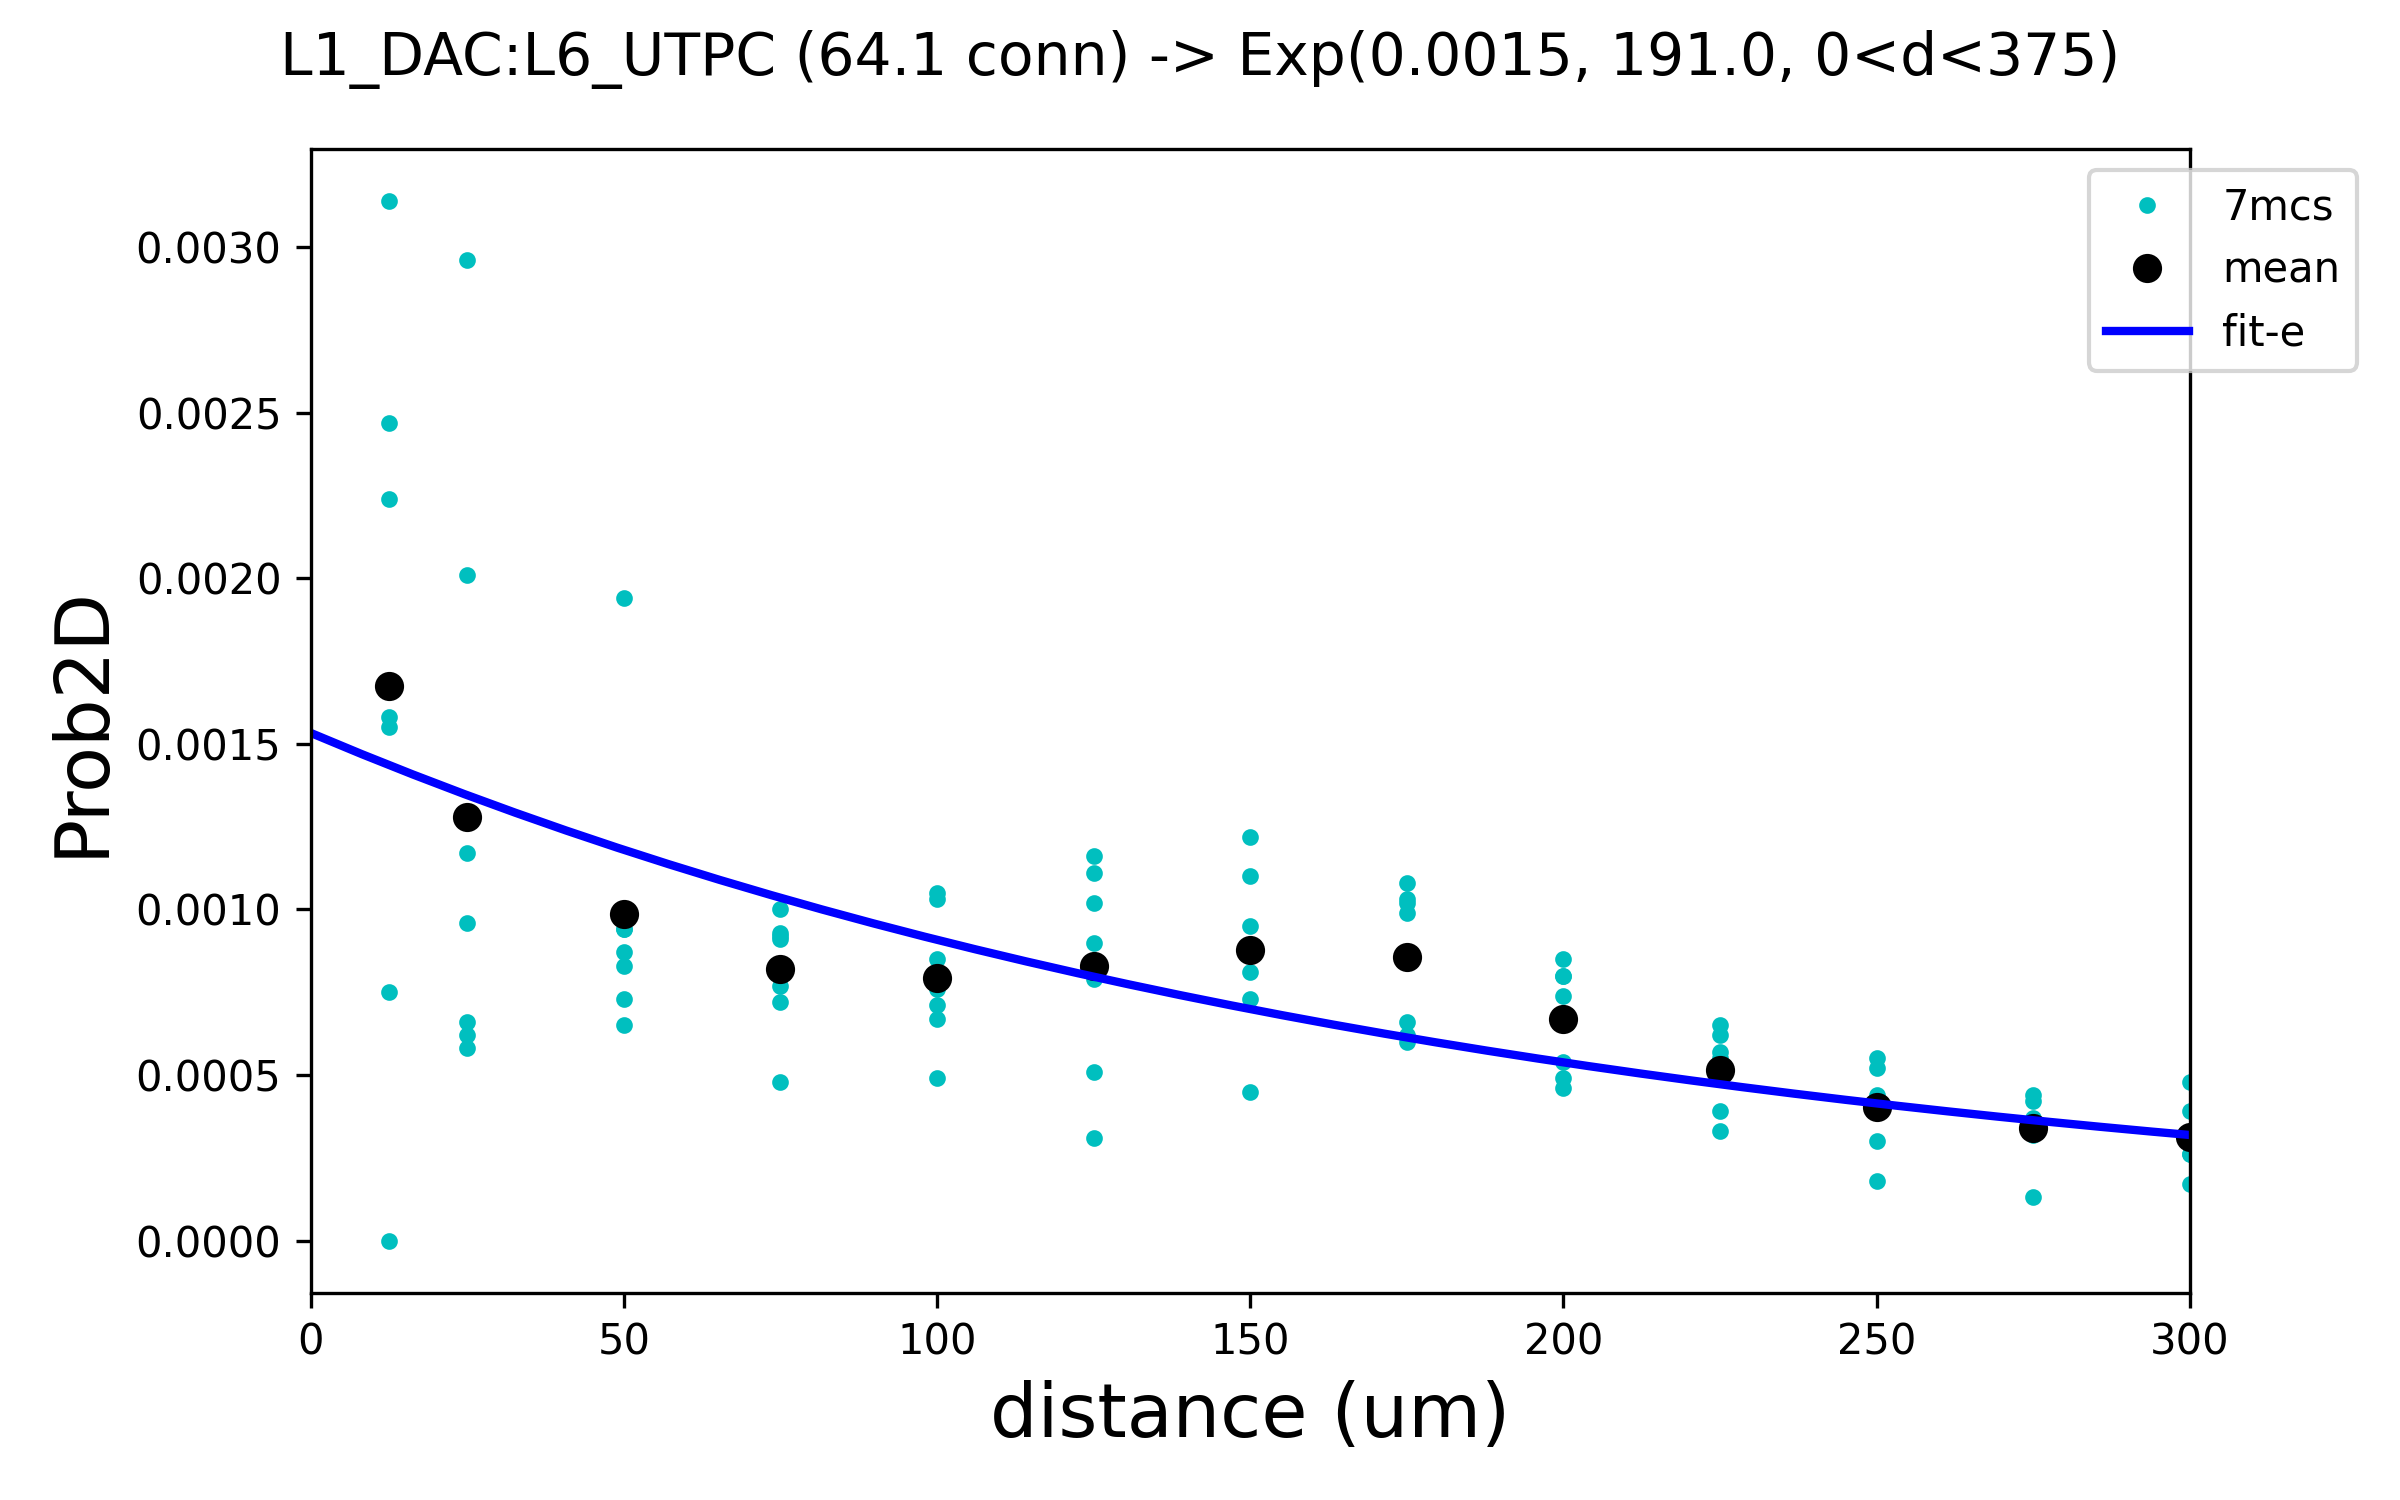 L1_DAC:L6_UTPC (64.1 conn) -> Exp(0.0015, 191.0, 0<d<375)
7mcs
mean
fit-e
0.0030
0.0025
0.0020
0.0015
0.0010
0.0005
0.0000
Prob2D
0 50 100 150 200 250 300
distance (um)